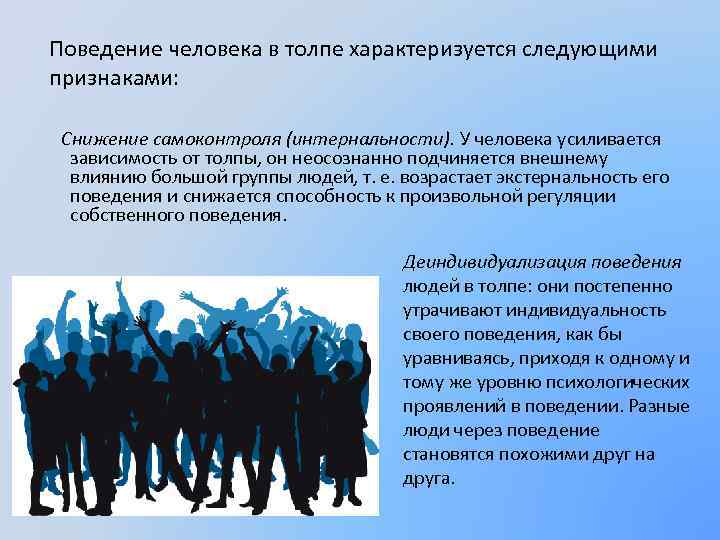 Поведение человека в толпе характеризуется следующими
признаками:
Снижение самоконтроля (интернальности). У человека усиливается
зависимость от толпы, он неосознанно подчиняется внешнему
влиянию большой группы людей, т. е. возрастает экстернальность его
поведения и снижается способность к произвольной регуляции
собственного поведения.
Деиндивидуализация поведения
людей в толпе: они постепенно
утрачивают индивидуальность
своего поведения, как бы
уравниваясь, приходя к одному и
тому же уровню психологических
проявлений в поведении. Разные
люди через поведение
становятся похожими друг на
друга.